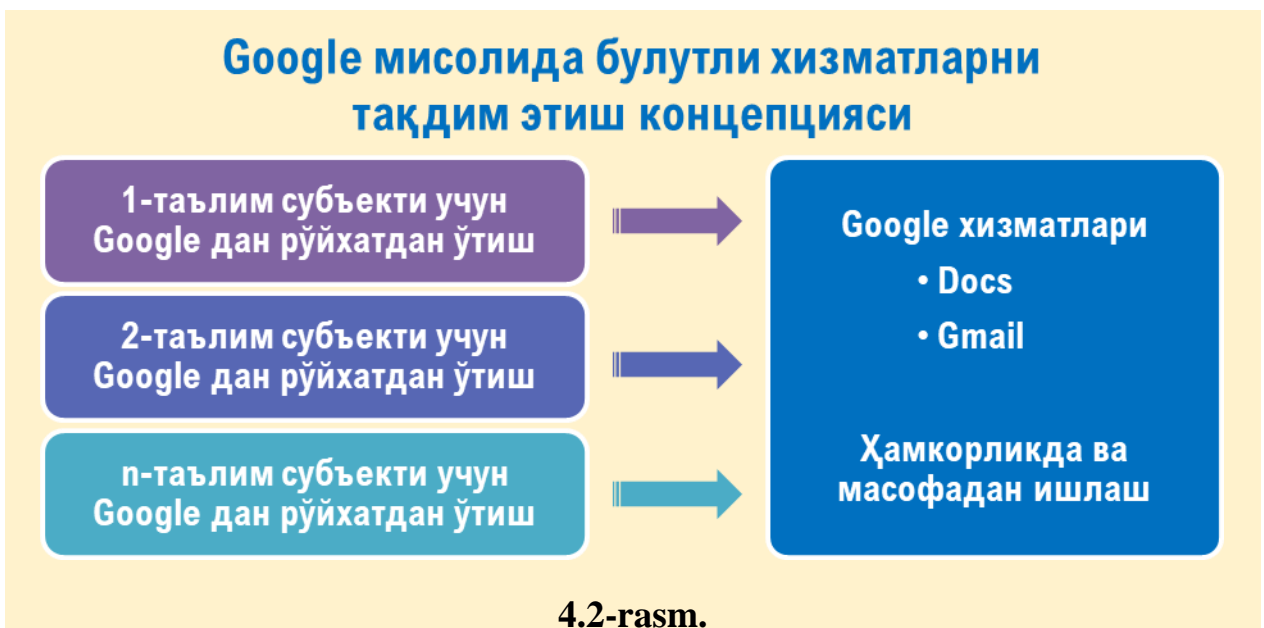 Google мисолида булутли хизматларни
тақдим этиш концепцияси
1-таълим субъекти учун
Google дан рўйхатдан ўтиш
2-таълим субъекти учун
Google дан рўйхатдан ўтиш
n-таълим субъекти учун
Google дан рўйхатдан ўтиш
Google хизматлари
• Docs
• Gmail
Ҳамкорликда ва
масофадан ишлаш
4.2-rasm.